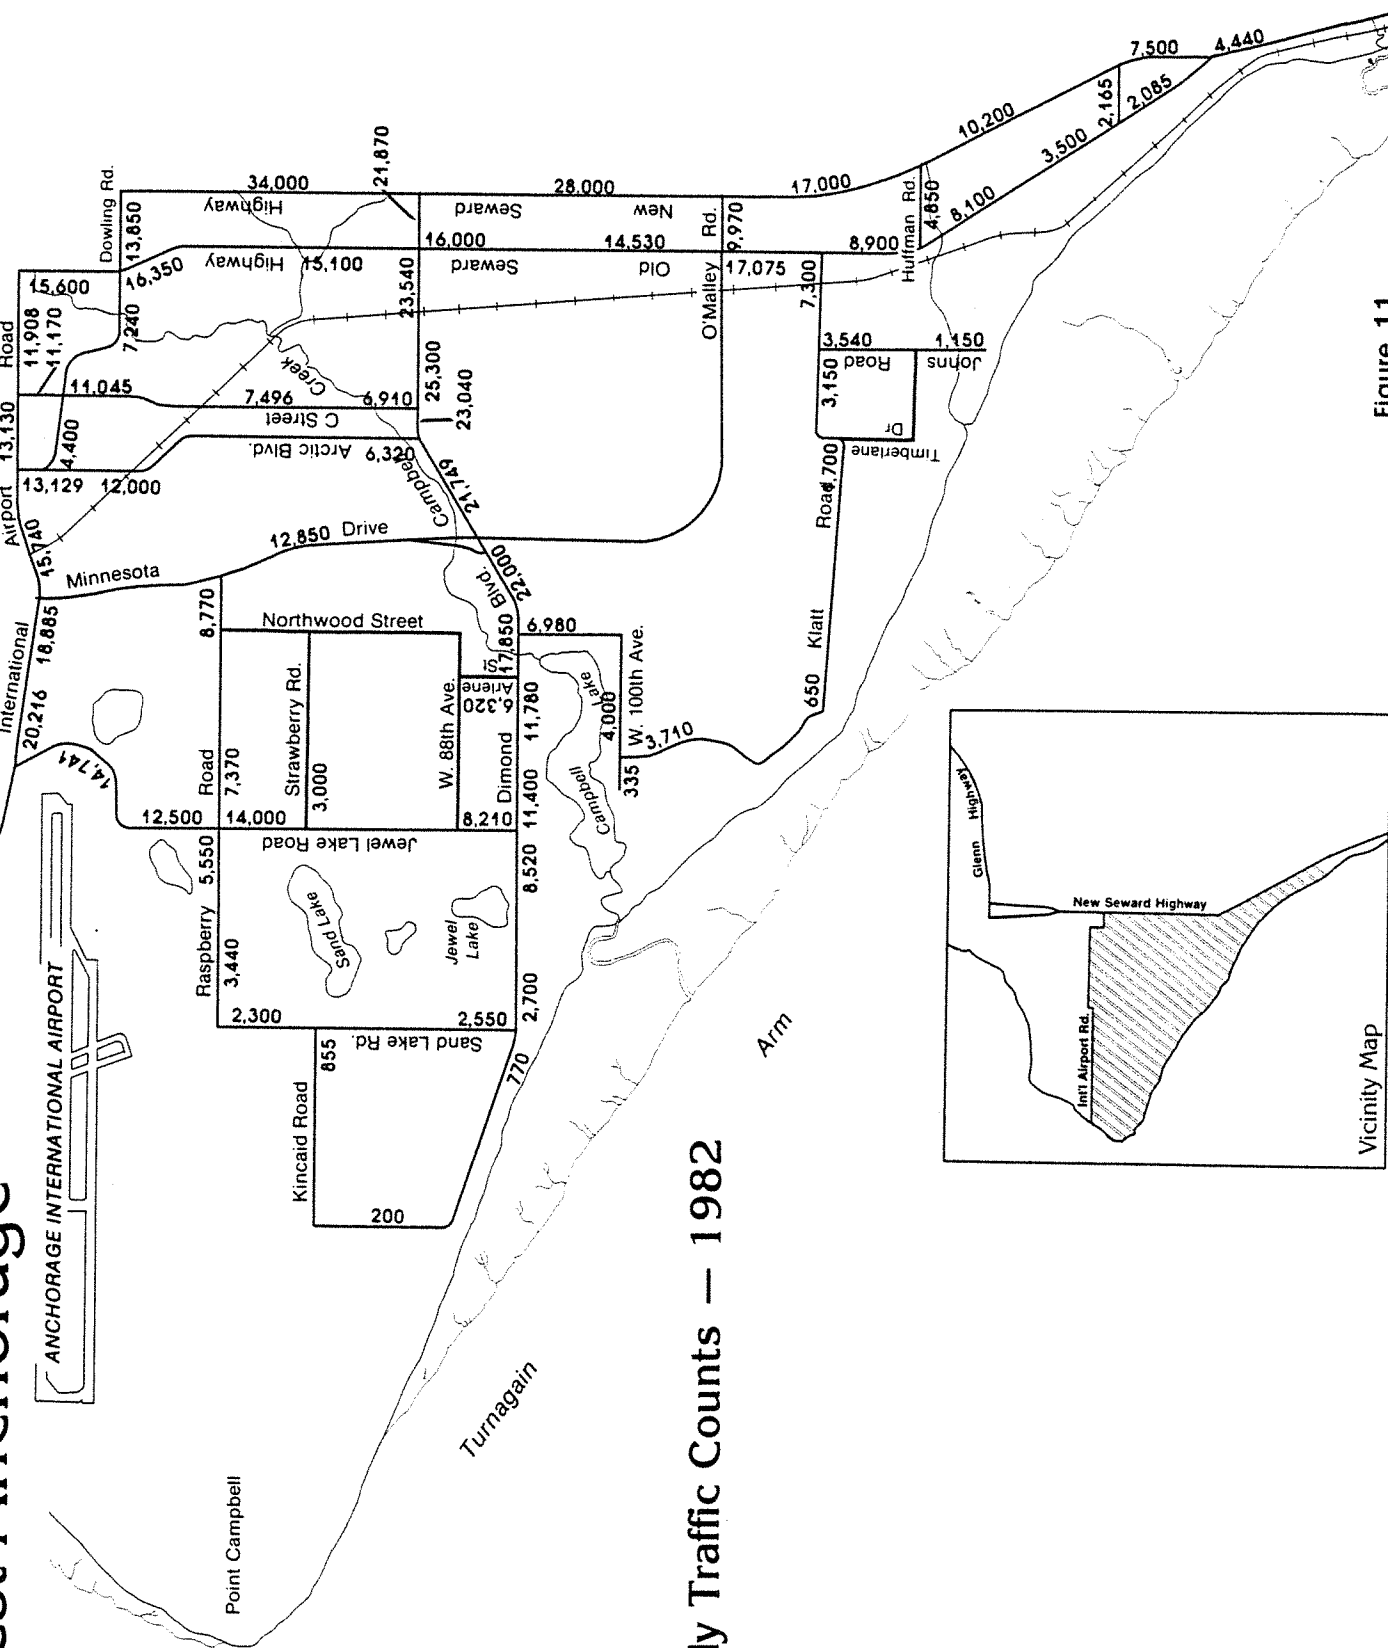 ANCHORAGE INTERNATIONAL AIRPORT
International
Airport
Road
20,216
18,885
15,740
13,130
13,129
12,000
4,400
11,908
11,170
11,045
15,600
7,240
16,350
13,850
Dowling Rd.
14,741
12,500
Minnesota
12,850
Drive
Arctic Blvd.
6,320
C Street
7,496
6,910
Campbell
Creek
34,000
Highway
21,870
Highway
15,100
16,000
23,540
25,300
23,040
21,749
22,000
Blvd.
28,000
Seward
New
14,530
Seward
Old
17,000
Rd.
9,970
O'Malley
17,075
8,900
7,300
Huffman Rd.
4,850
8,100
10,200
3,500
2,165
2,085
7,500
4,440
3,540
Road
1,150
Johns
3,150
Dr
Timberlane
Road
Klatt
650
Raspberry
5,550
3,440
Road
7,370
8,770
14,000
Northwood Street
Strawberry Rd.
3,000
W. 88th Ave.
Arlene
St
6,320
17,850
6,980
Dimond
11,780
11,400
8,210
8,520
Jewel Lake Road
Campbell
Lake
4,000
W. 100th Ave.
335
3,710
Sand Lake
Jewel
Lake
2,300
2,550
2,700
Sand Lake Rd.
855
Kincaid Road
770
200
Point Campbell
Turnagain
Arm
Traffic Counts — 1982
Glenn Highway
New Seward Highway
Int'l Airport Rd.
Vicinity Map
Figure 11